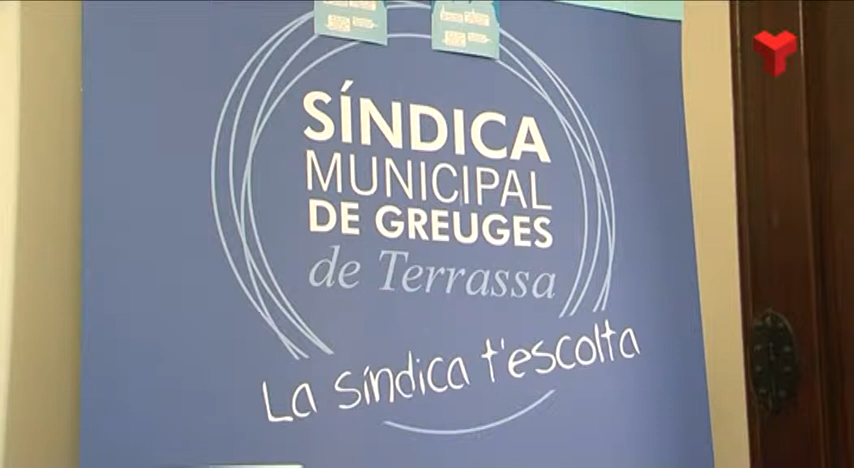 SÍNDICA
MUNICIPAL
DE GREUGES
de Terrassa
La síndica t'escolta